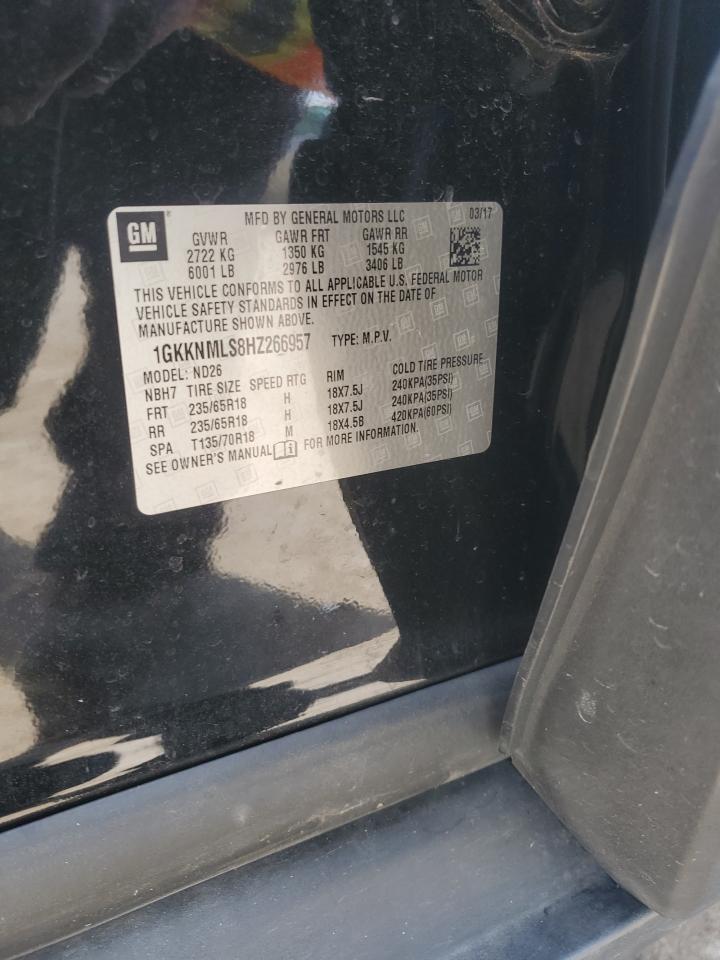 GM
MFD BY GENERAL MOTORS LLC 03/17
GVWR GAWR FRT GAWR RR
2722 KG 1350 KG 1545 KG
6001 LB 2976 LB 3406 LB
THIS VEHICLE CONFORMS TO ALL APPLICABLE U.S. FEDERAL MOTOR
VEHICLE SAFETY STANDARDS IN EFFECT ON THE DATE OF
MANUFACTURE SHOWN ABOVE.
1GKKNMLS8HZ266957 TYPE: M.P.V.
MODEL: ND26
NBH7 TIRE SIZE SPEED RTG RIM COLD TIRE PRESSURE
FRT 235/65R18 H 18X7.5J 240KPA(35PSI)
RR 235/65R18 H 18X7.5J 240KPA(35PSI)
SPA T135/70R18 M 18X4.5B 420KPA(60PSI)
SEE OWNER'S MANUAL FOR MORE INFORMATION.